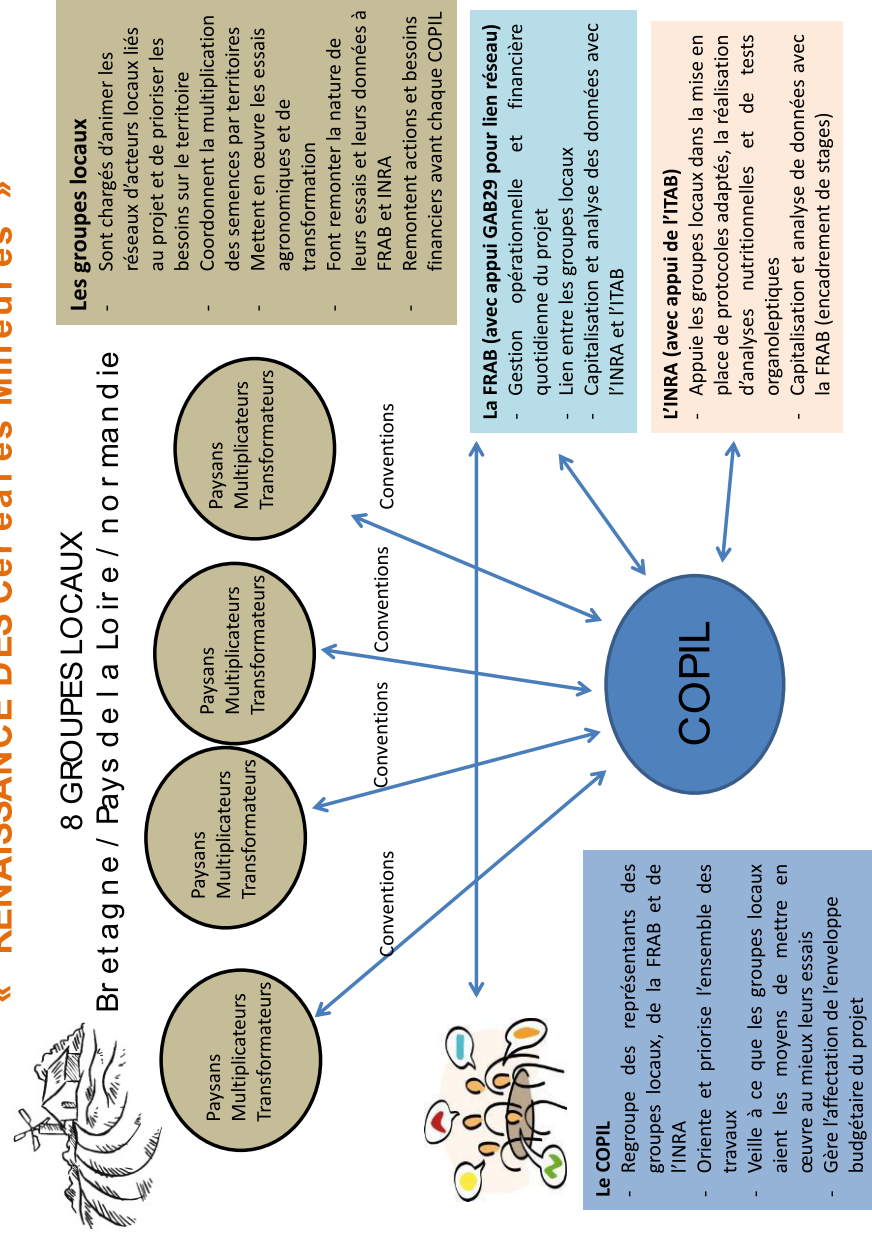 « RENAISSANCE DES Céréales Mineures »
8 GROUPES LOCAUX
Bretagne / Pays de la Loire / normandie
Paysans
Multiplicateurs
Transformateurs
Paysans
Multiplicateurs
Transformateurs
Paysans
Multiplicateurs
Transformateurs
Paysans
Multiplicateurs
Transformateurs
Conventions
Conventions
Conventions
Conventions
Les groupes locaux
- Sont chargés d'animer les
réseaux d'acteurs locaux liés
au projet et de prioriser les
besoins sur le territoire
- Coordonnent la multiplication
des semences par territoires
- Mettent en œuvre les essais
agronomiques et de
transformation
- Font remonter la nature de
leurs essais et leurs données à
FRAB et INRA
- Remontent actions et besoins
financiers avant chaque COPIL
La FRAB (avec appui GAB29 pour lien réseau)
- Gestion opérationnelle et financière
quotidienne du projet
- Lien entre les groupes locaux
- Capitalisation et analyse des données avec
l'INRA et l'ITAB
L'INRA (avec appui de l'ITAB)
- Appuie les groupes locaux dans la mise en
place de protocoles adaptés, la réalisation
d'analyses nutritionnelles et de tests
organoleptiques
- Capitalisation et analyse de données avec
la FRAB (encadrement de stages)
COPIL
Le COPIL
- Regroupe des représentants des
groupes locaux, de la FRAB et de
l'INRA
- Oriente et priorise l'ensemble des
travaux
- Veille à ce que les groupes locaux
aient les moyens de mettre en
œuvre au mieux leurs essais
- Gère l'affectation de l'enveloppe
budgétaire du projet